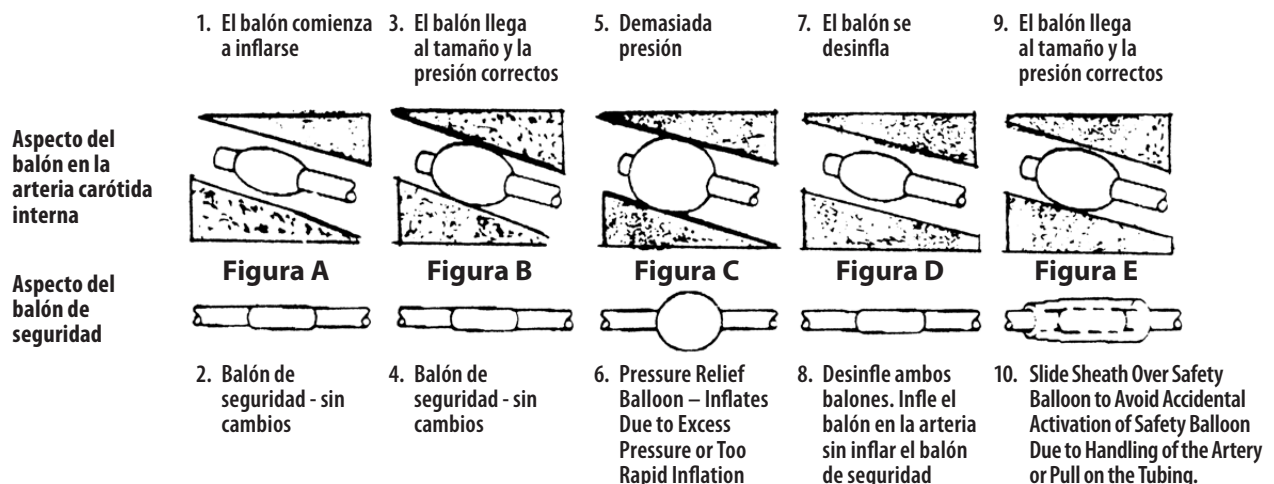 1. El balón comienza
a inflarse
3. El balón llega
al tamaño y la
presión correctos
5. Demasiada
presión
7. El balón se
desinfla
9. El balón llega
al tamaño y la
presión correctos
Aspecto del
balón en la
arteria carótida
interna
Figura A
Figura B
Figura C
Figura D
Figura E
Aspecto del
balón de
seguridad
2. Balón de
seguridad - sin
cambios
4. Balón de
seguridad - sin
cambios
6. Pressure Relief
Balloon – Inflates
Due to Excess
Pressure or Too
Rapid Inflation
8. Desinfle ambos
balones. Infle el
balón en la arteria
sin inflar el balón
de seguridad
10. Slide Sheath Over Safety
Balloon to Avoid Accidental
Activation of Safety Balloon
Due to Handling of the Artery
or Pull on the Tubing.